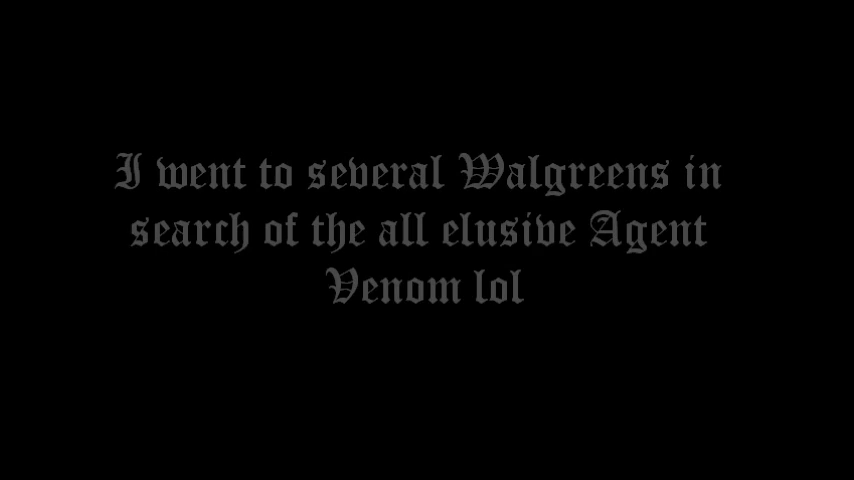 I went to several Walgreens in
search of the all elusive Agent
Venom lol